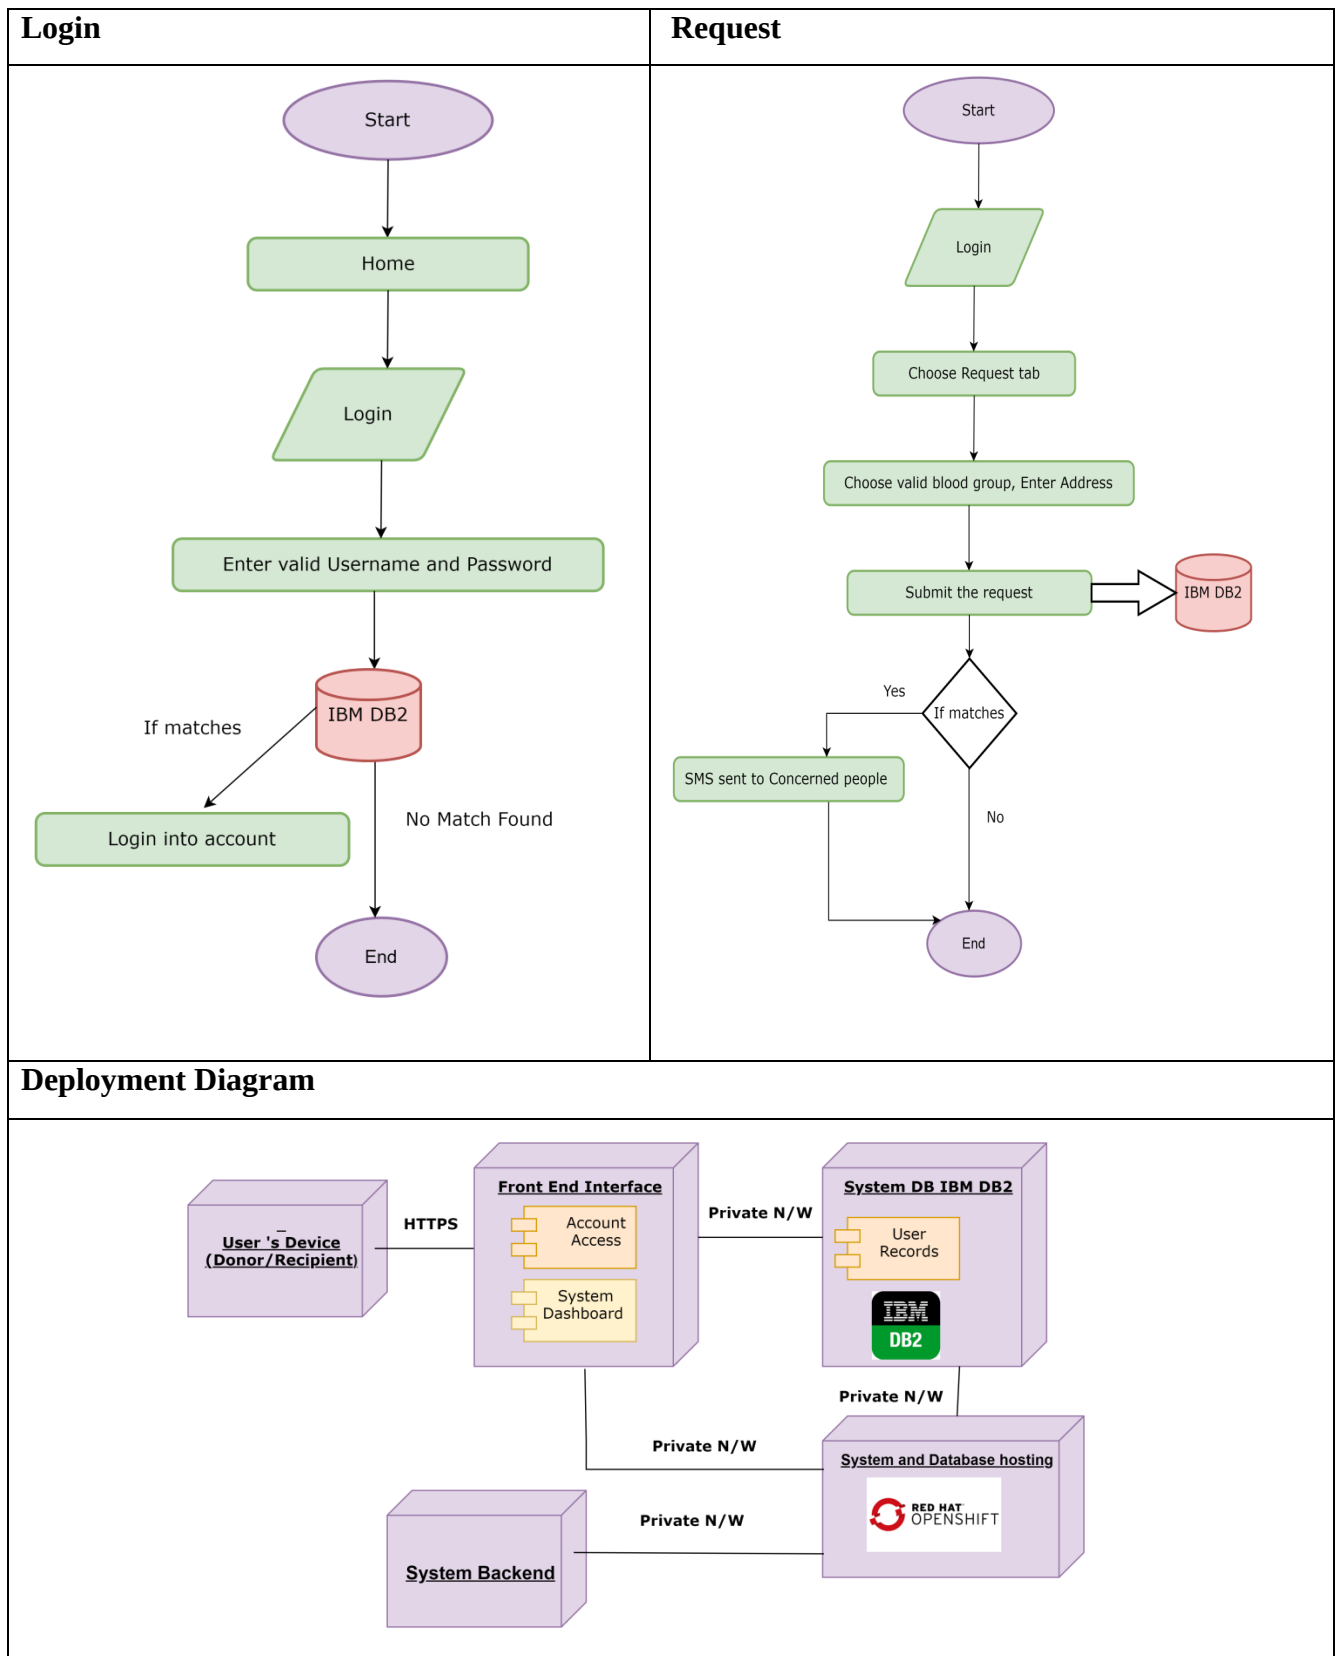 Login
Start
Home
Login
Enter valid Username and Password
IBM DB2
If matches
No Match Found
Login into account
End
Request
Start
Login
Choose Request tab
Choose valid blood group, Enter Address
Submit the request
IBM DB2
Yes
If matches
SMS sent to Concerned people
No
End
Deployment Diagram
User 's Device
(Donor/Recipient)
HTTPS
Front End Interface
Account
Access
System
Dashboard
Private N/W
System DB IBM DB2
User
Records
IBM
DB2
Private N/W
Private N/W
System and Database hosting
RED HAT
OPENSHIFT
Private N/W
System Backend